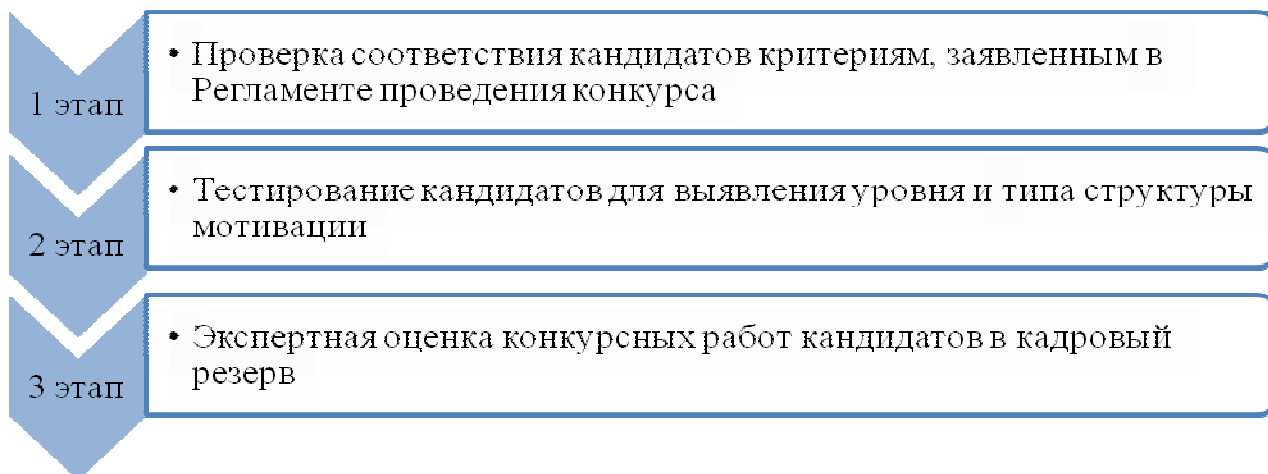 1 этап
• Проверка соответствия кандидатов критериям, заявленным в
Регламенте проведения конкурса
2 этап
• Тестирование кандидатов для выявления уровня и типа структуры
мотивации
3 этап
• Экспертная оценка конкурсных работ кандидатов в кадровый
резерв